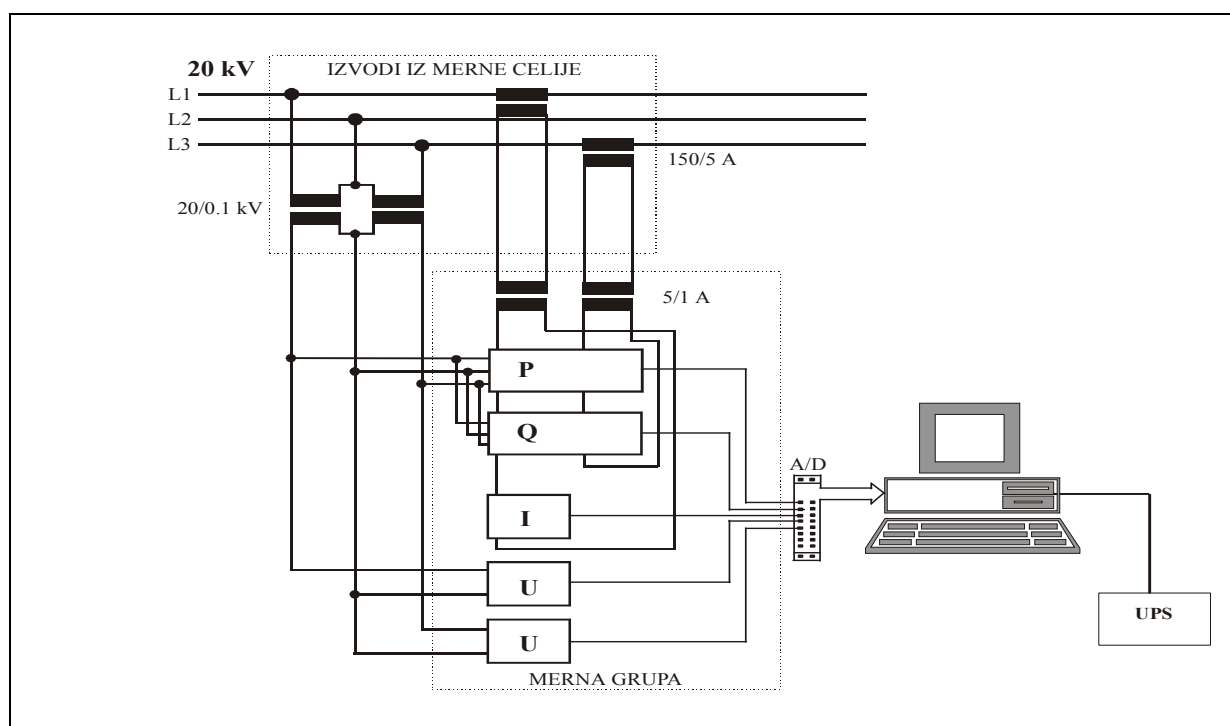 20 kV
IZVODI IZ MERNE CELIJE
L1
L2
L3
150/5 A
20/0.1 kV
5/1 A
P
Q
A/D
I
U
UPS
U
MERNA GRUPA